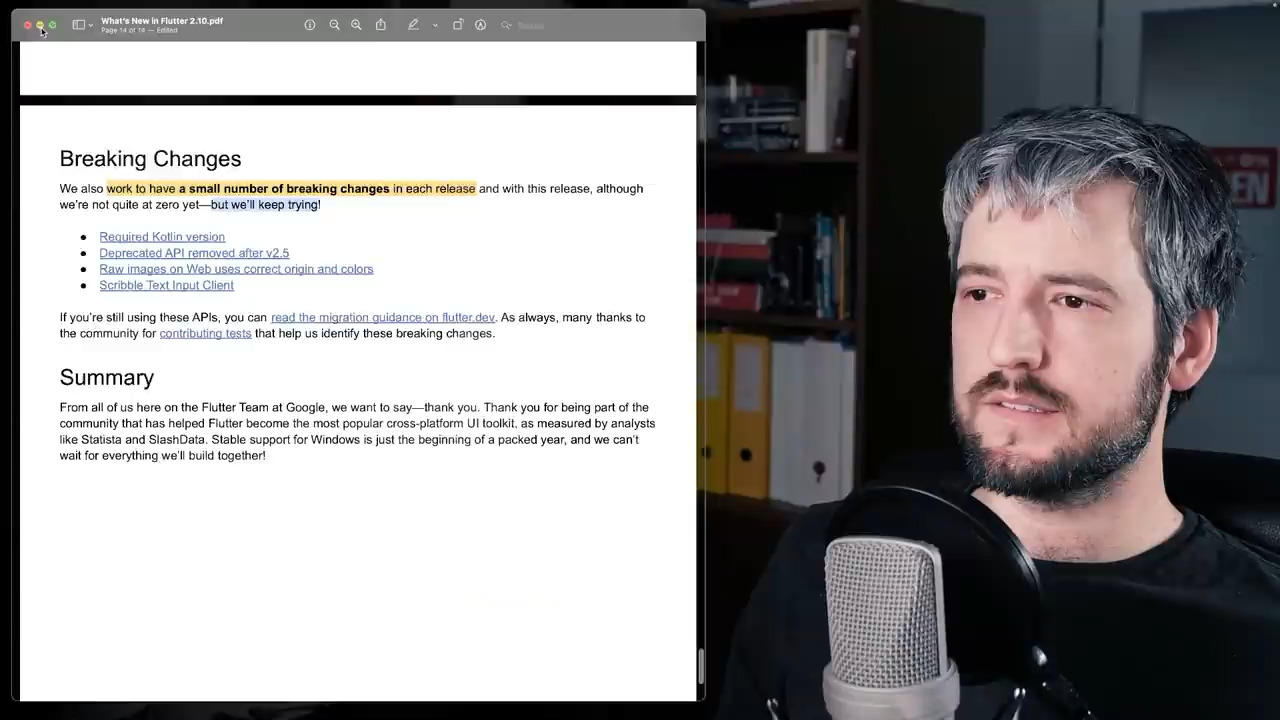 What's New in Flutter 2.10.pdf
Page 14 of 14 — Edited
Breaking Changes
We also work to have a small number of breaking changes in each release and with this release, although
we're not quite at zero yet—but we'll keep trying!
● Required Kotlin version
● Deprecated API removed after v2.5
● Raw images on Web uses correct origin and colors
● Scribble Text Input Client
If you're still using these APIs, you can read the migration guidance on flutter.dev. As always, many thanks to
the community for contributing tests that help us identify these breaking changes.
Summary
From all of us here on the Flutter Team at Google, we want to say—thank you. Thank you for being part of the
community that has helped Flutter become the most popular cross-platform UI toolkit, as measured by analysts
like Statista and SlashData. Stable support for Windows is just the beginning of a packed year, and we can't
wait for everything we'll build together!